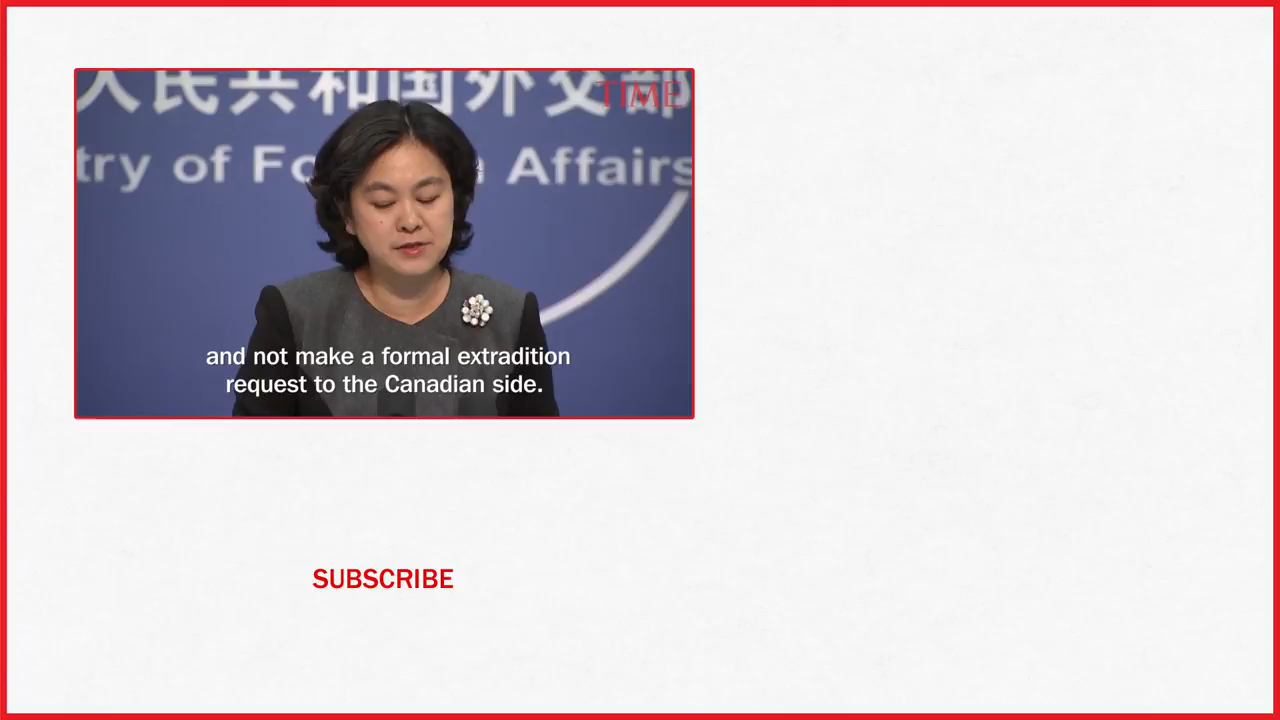 人民共和国外交部
TIME
try of Fo n Affairs
and not make a formal extradition
request to the Canadian side.
SUBSCRIBE